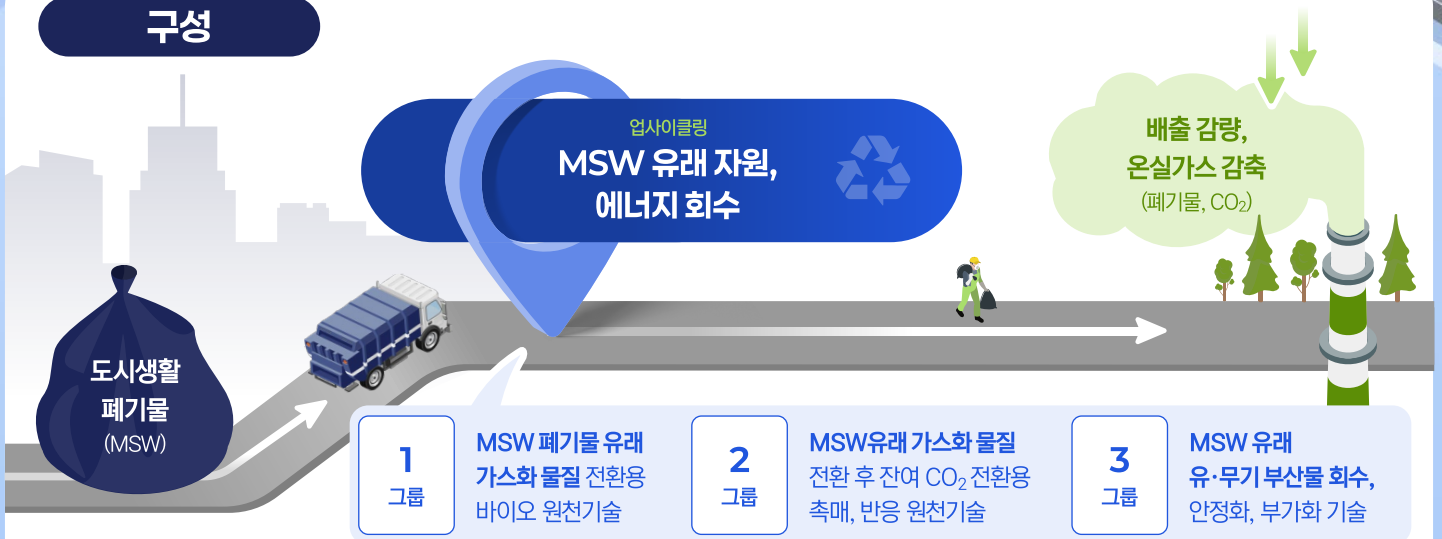 구성
업사이클링
MSW 유래 자원,
에너지 회수
배출 감량,
온실가스 감축
(폐기물, CO₂)
도시생활
폐기물
(MSW)
1
그룹
MSW 폐기물 유래
가스화 물질 전환용
바이오 원천기술
2
그룹
MSW유래 가스화 물질
전환 후 잔여 CO₂ 전환용
촉매, 반응 원천기술
3
그룹
MSW 유래
유·무기 부산물 회수,
안정화, 부가화 기술